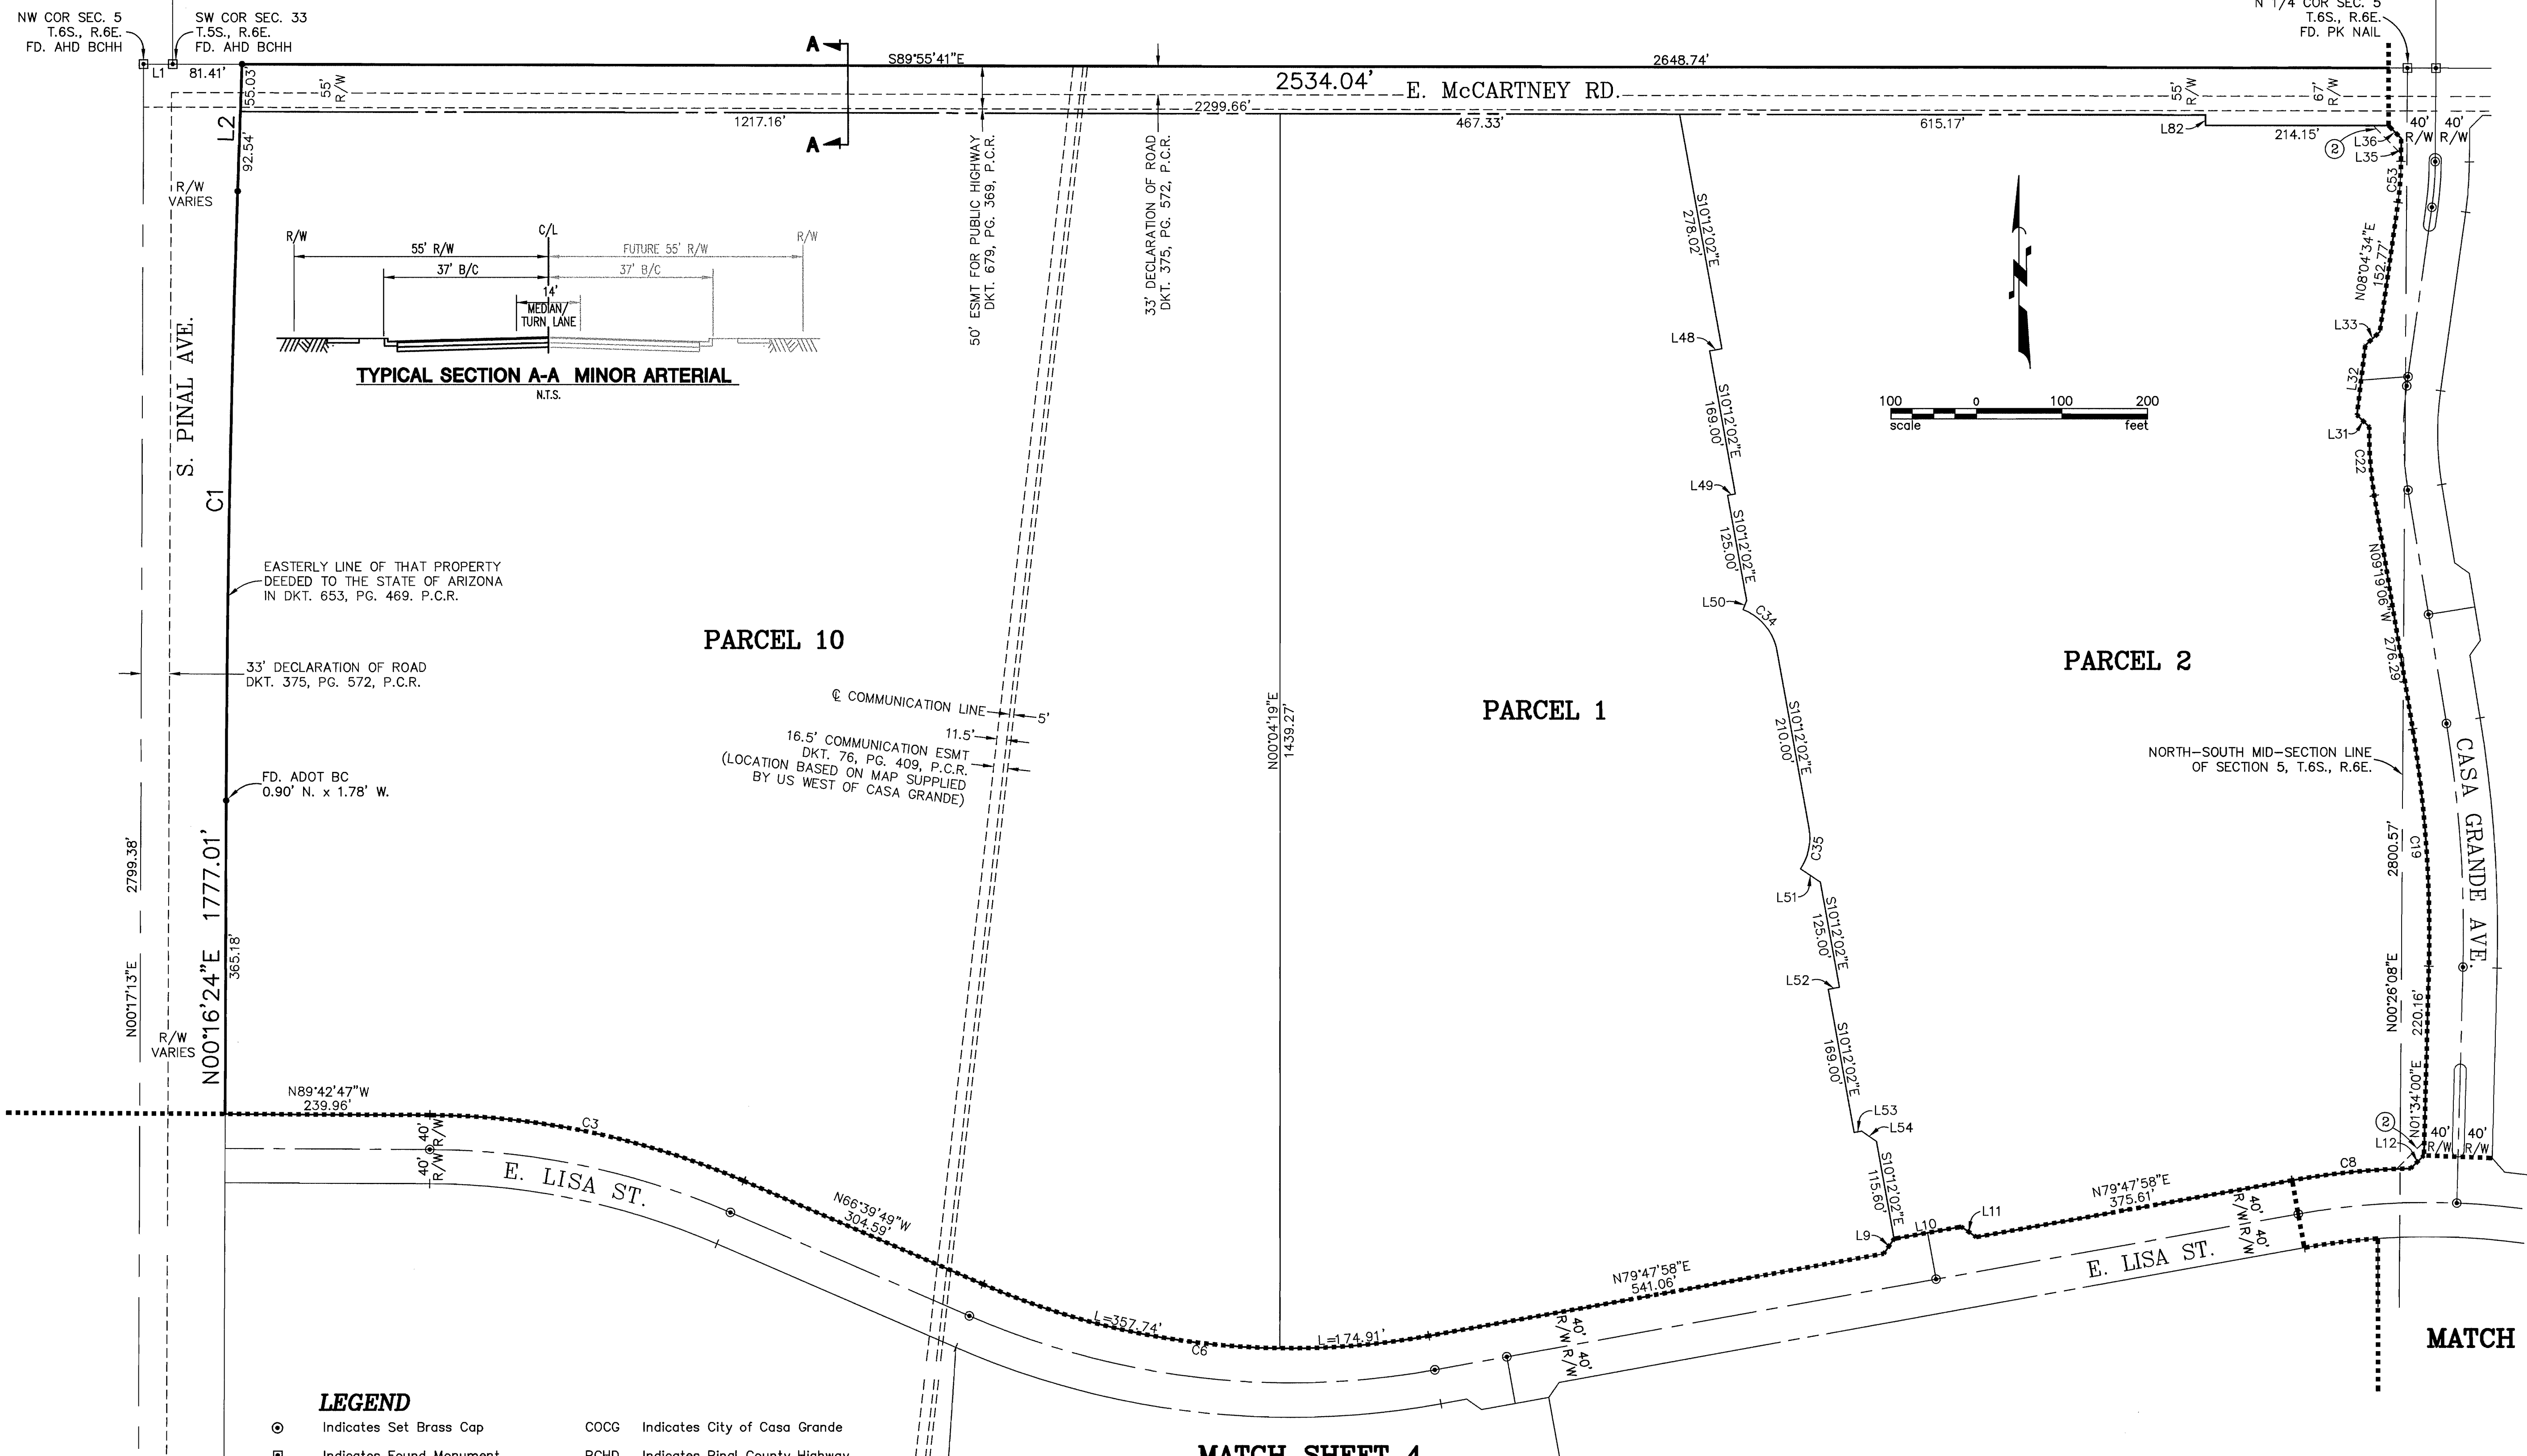 NW COR SEC. 5
T.6S., R.6E.
FD. AHD BCHH
SW COR SEC. 33
T.5S., R.6E.
FD. AHD BCHH
N 1/4 COR SEC. 5
T.6S., R.6E.
FD. PK NAIL
L1
81.41'
55.03'
55'
R/W
A
A
S89°55'41"E
2648.74'
2534.04'
E. McCARTNEY RD.
2299.66'
1217.16'
467.33'
615.17'
55'
R/W
67'
R/W
L82
214.15'
2
L36
L35
40'
R/W
40'
R/W
L2
92.54'
R/W
VARIES
S. PINAL AVE.
C1
R/W
55' R/W
C/L
FUTURE 55' R/W
R/W
37' B/C
37' B/C
14'
MEDIAN/
TURN LANE
TYPICAL SECTION A-A MINOR ARTERIAL
N.T.S.
50' ESMT FOR PUBLIC HIGHWAY
DKT. 679, PG. 369, P.C.R.
33' DECLARATION OF ROAD
DKT. 375, PG. 572, P.C.R.
S10°12'02"E
278.02'
L48
S10°12'02"E
169.00'
L49
S10°12'02"E
125.00'
L50
C34
S10°12'02"E
210.00'
C35
L51
S10°12'02"E
125.00'
L52
S10°12'02"E
169.00'
L53
L54
S10°12'02"E
115.60'
100
0
100
200
scale
feet
C53
N08°04'34"E
152.77'
L33
L32
L31
C22
N09°19'06"W
276.29'
EASTERLY LINE OF THAT PROPERTY
DEEDED TO THE STATE OF ARIZONA
IN DKT. 653, PG. 469. P.C.R.
33' DECLARATION OF ROAD
DKT. 375, PG. 572, P.C.R.
PARCEL 10
PARCEL 1
PARCEL 2
℄ COMMUNICATION LINE
5'
11.5'
16.5' COMMUNICATION ESMT
DKT. 76, PG. 409, P.C.R.
(LOCATION BASED ON MAP SUPPLIED
BY US WEST OF CASA GRANDE)
N00°04'19"E
1439.27'
NORTH-SOUTH MID-SECTION LINE
OF SECTION 5, T.6S., R.6E.
CASA GRANDE AVE.
C19
2800.57'
N00°26'08"E
220.16'
N01°34'00"E
FD. ADOT BC
0.90' N. x 1.78' W.
2799.38'
N00°17'13"E
N00°16'24"E 1777.01'
365.18'
R/W
VARIES
N89°42'47"W
239.96'
C3
40'
R/W
40'
R/W
E. LISA ST.
N66°39'49"W
304.59'
L=357.74'
C6
L=174.91'
N79°47'58"E
541.06'
40'
R/W
40'
R/W
L9
L10
L11
N79°47'58"E
375.61'
40'
R/W
40'
R/W
E. LISA ST.
C8
2
L12
40'
R/W
40'
R/W
MATCH
LEGEND
Indicates Set Brass Cap
COCG Indicates City of Casa Grande
Indicates Found Monument
PCHD Indicates Pinal County Highway
MATCH SHEET 4